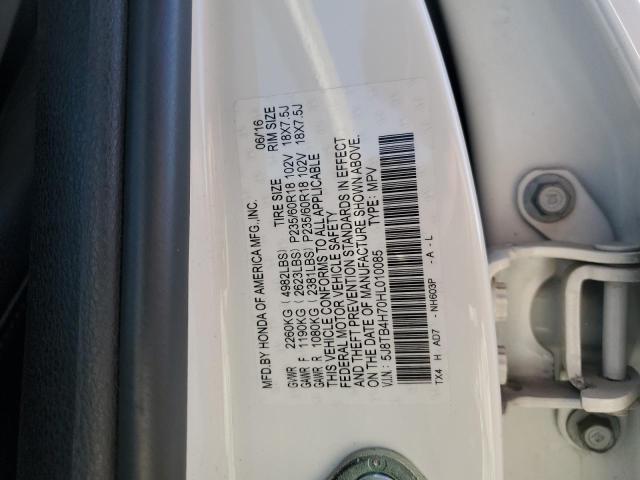 MFD.BY HONDA OF AMERICA MFG.,INC. 06/16
TIRE SIZE RIM SIZE
GVWR 2260KG (4982LBS)
GAWR F 1190KG (2623LBS) P235/60R18 102V 18X7.5J
GAWR R 1080KG (2381LBS) P235/60R18 102V 18X7.5J
THIS VEHICLE CONFORMS TO ALL APPLICABLE
FEDERAL MOTOR VEHICLE SAFETY
AND THEFT PREVENTION STANDARDS IN EFFECT
ON THE DATE OF MANUFACTURE SHOWN ABOVE.
V.I.N.: 5J8TB4H70HL010085 TYPE: MPV
TX4 H AD7 - NH603P - A - L